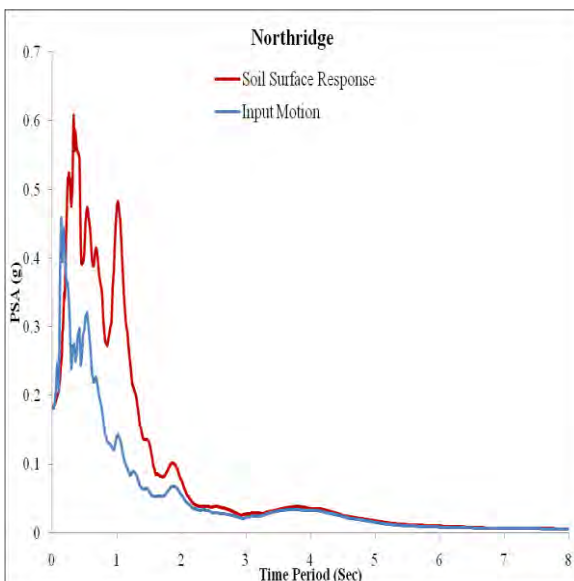 Northridge
0.7
Soil Surface Response
Input Motion
0.6
0.5
0.4
PSA (g)
0.3
0.2
0.1
0
0 1 2 3 4 5 6 7 8
Time Period (Sec)